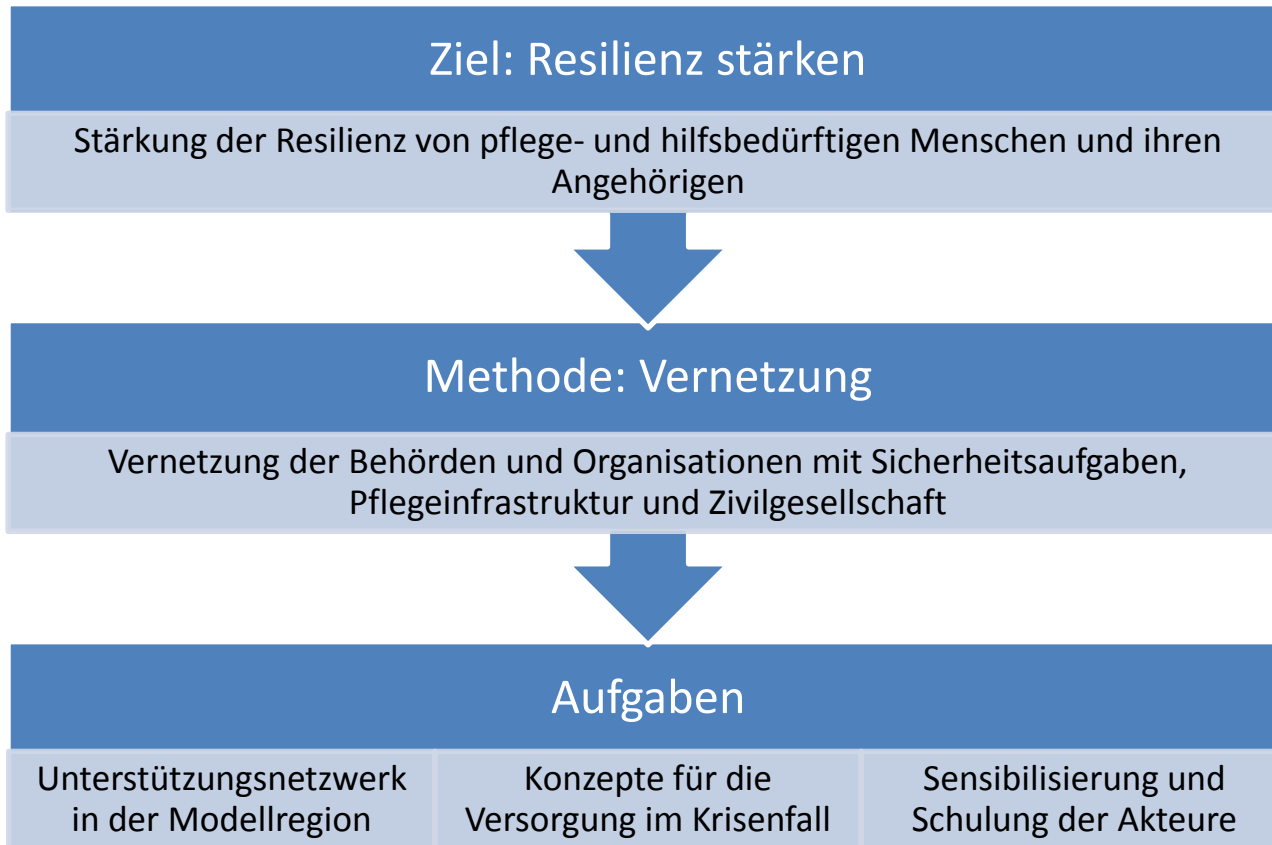 Ziel: Resilienz stärken
Stärkung der Resilienz von pflege- und hilfsbedürftigen Menschen und ihren
Angehörigen
Methode: Vernetzung
Vernetzung der Behörden und Organisationen mit Sicherheitsaufgaben,
Pflegeinfrastruktur und Zivilgesellschaft
Aufgaben
Unterstützungsnetzwerk
in der Modellregion
Konzepte für die
Versorgung im Krisenfall
Sensibilisierung und
Schulung der Akteure